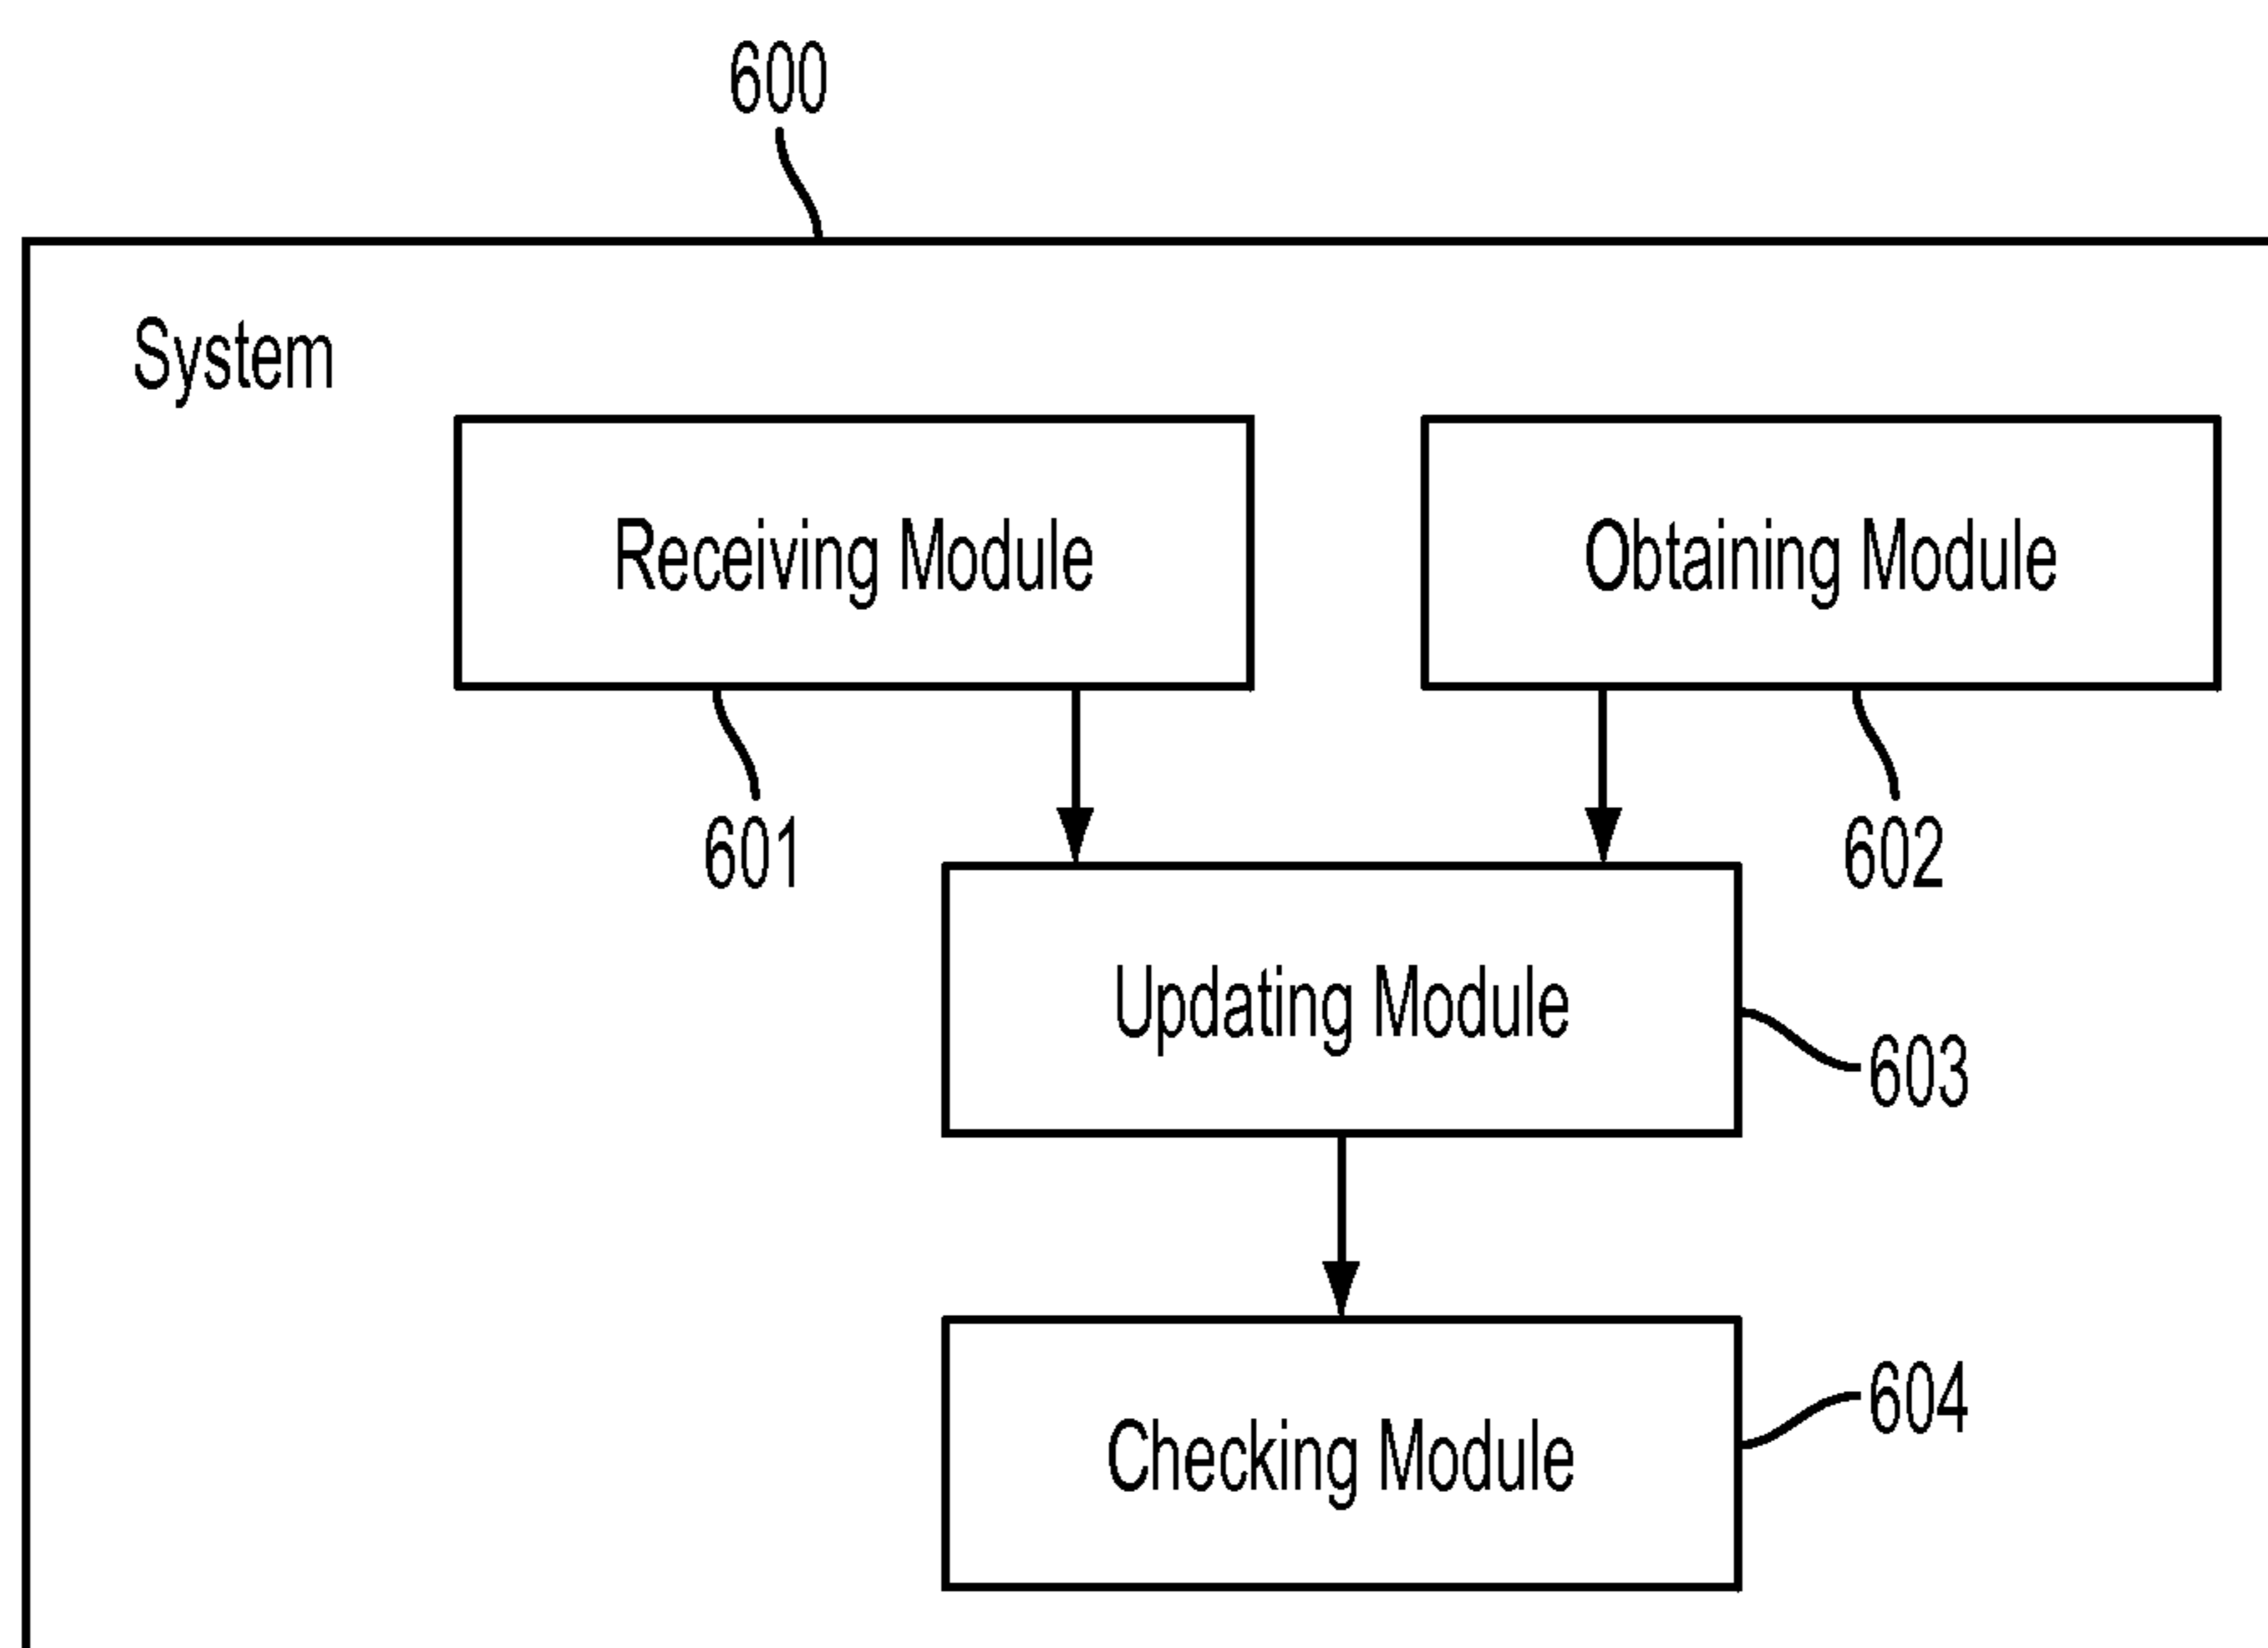 600
System
Receiving Module
Obtaining Module
601
602
Updating Module
603
604
Checking Module